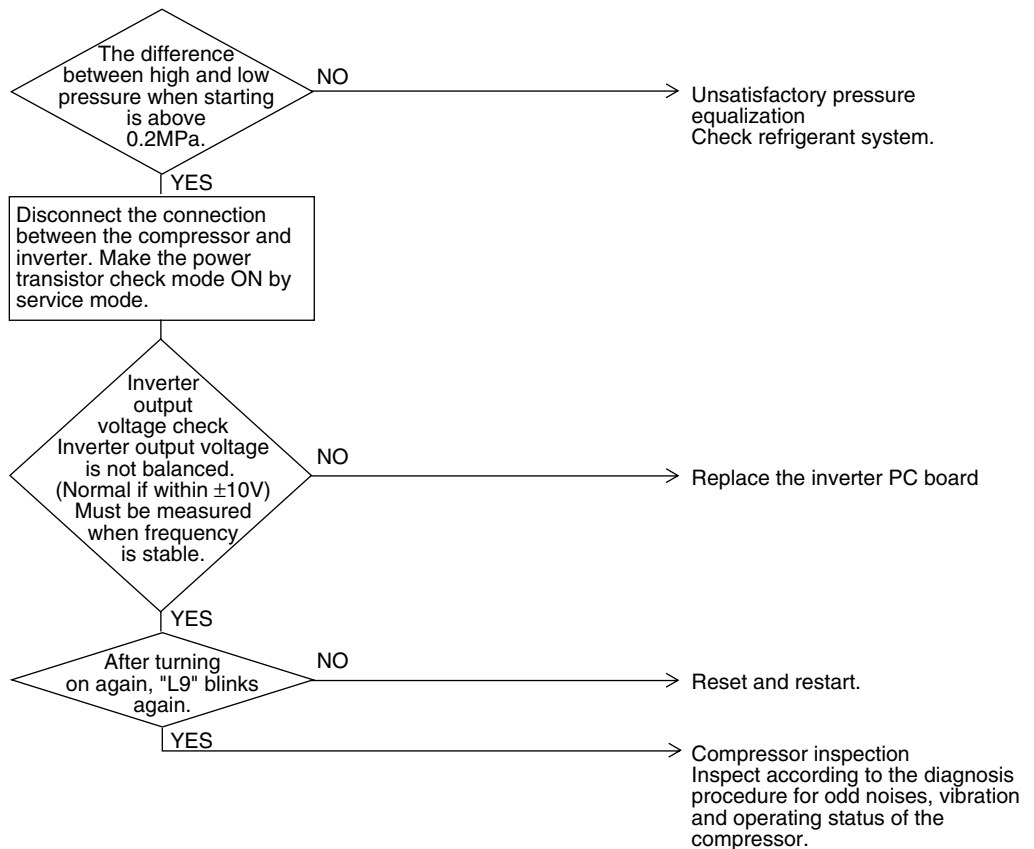 The difference
between high and low
pressure when starting
is above
0.2MPa.
NO
Unsatisfactory pressure
equalization
Check refrigerant system.
YES
Disconnect the connection
between the compressor and
inverter. Make the power
transistor check mode ON by
service mode.
Inverter
output
voltage check
Inverter output voltage
is not balanced.
(Normal if within ±10V)
Must be measured
when frequency
is stable.
NO
Replace the inverter PC board
YES
After turning
on again, "L9" blinks
again.
NO
Reset and restart.
YES
Compressor inspection
Inspect according to the diagnosis
procedure for odd noises, vibration
and operating status of the
compressor.